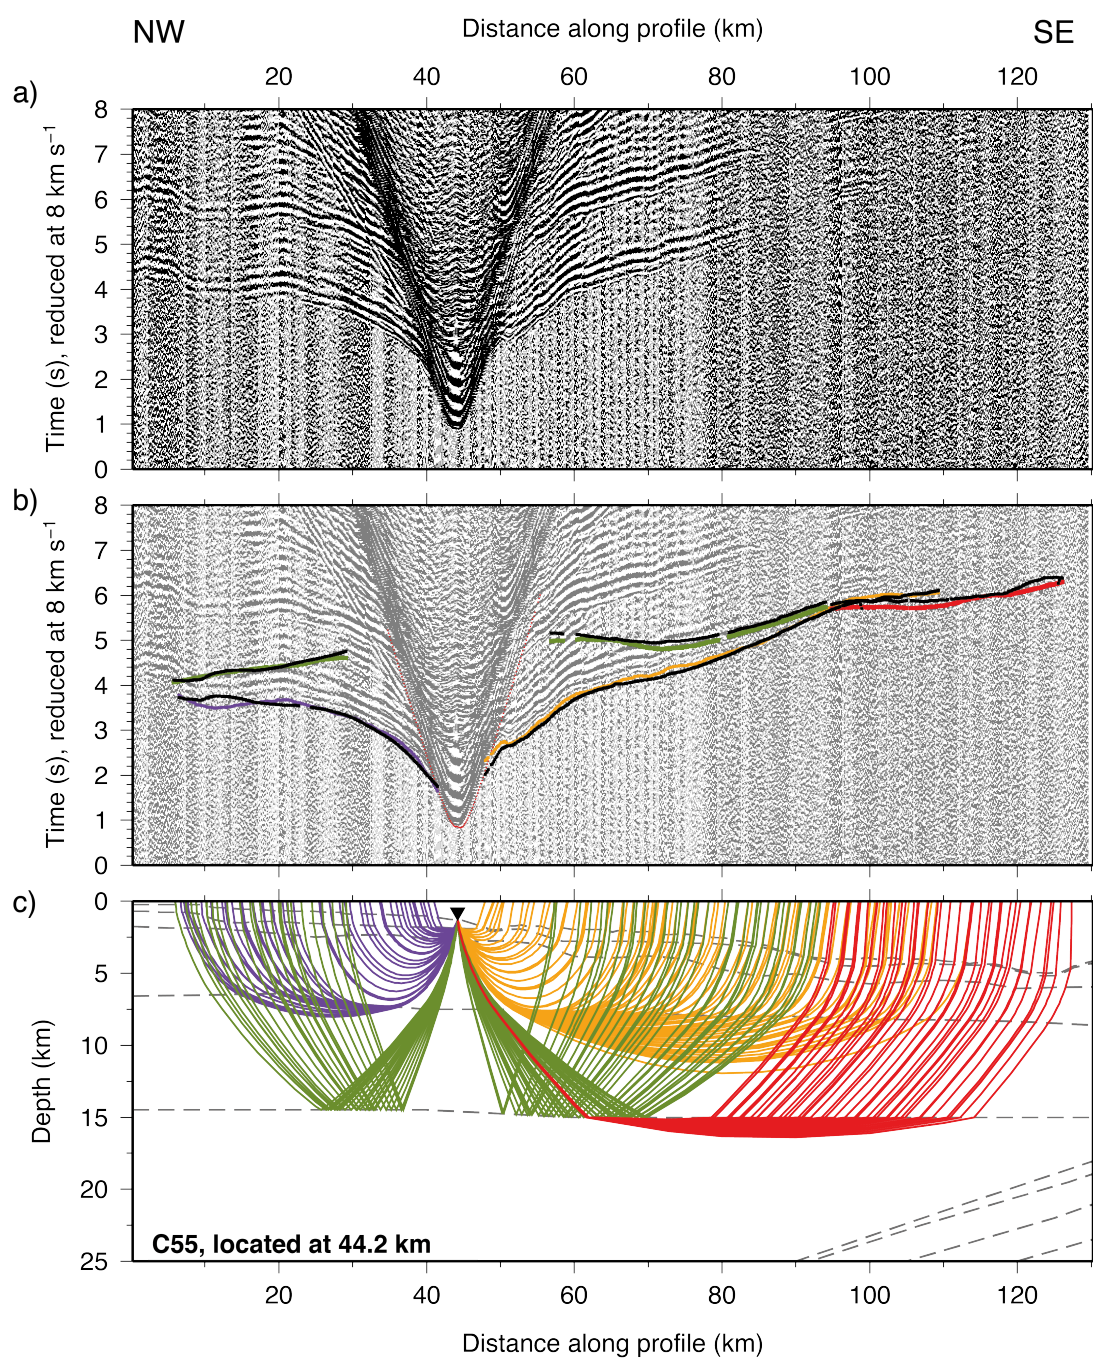 NW Distance along profile (km) SE
20 40 60 80 100 120
a)
8
7
6
5
4
3
2
1
0
Time (s), reduced at 8 km s⁻¹
b)
8
7
6
5
4
3
2
1
0
Time (s), reduced at 8 km s⁻¹
c)
0
5
10
15
20
25
Depth (km)
C55, located at 44.2 km
20 40 60 80 100 120
Distance along profile (km)